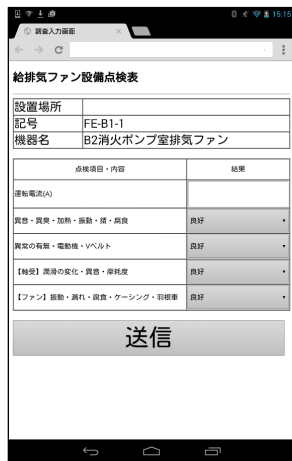 15:15
調査入力画面
給排気ファン設備点検表
設置場所
記号 FE-B1-1
機器名 B2消火ポンプ室排気ファン
点検項目・内容 結果
運転電流(A)
異音・異臭・加熱・振動・錆・腐食 良好
異常の有無・電動機・Vベルト 良好
【軸受】潤滑の変化・異音・摩耗度 良好
【ファン】振動・漏れ・腐食・ケーシング・羽根車 良好
送信